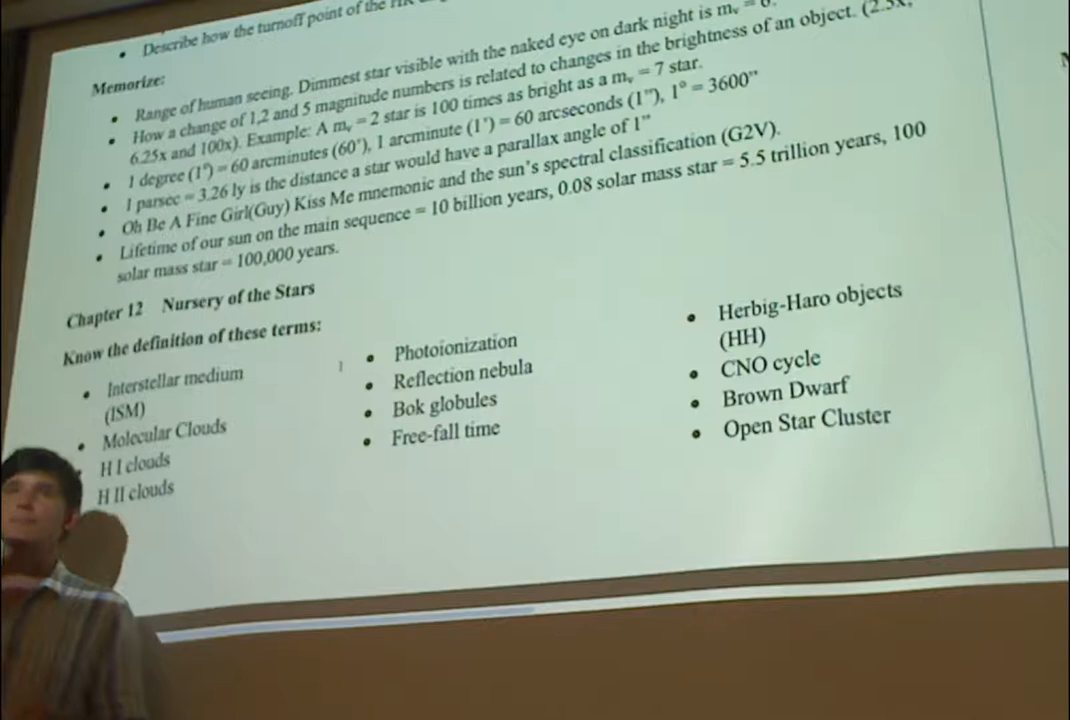 • Describe how the turnoff point of the
Memorize:
• Range of human seeing. Dimmest star visible with the naked eye on dark night is mᵥ = 6.
• How a change of 1,2 and 5 magnitude numbers is related to changes in the brightness of an object. (2.5x,
6.25x and 100x). Example: A mᵥ = 2 star is 100 times as bright as a mᵥ = 7 star.
• 1 degree (1°) = 60 arcminutes (60'), 1 arcminute (1') = 60 arcseconds (1"), 1° = 3600"
• 1 parsec = 3.26 ly is the distance a star would have a parallax angle of 1"
• Oh Be A Fine Girl(Guy) Kiss Me mnemonic and the sun's spectral classification (G2V).
• Lifetime of our sun on the main sequence = 10 billion years, 0.08 solar mass star = 5.5 trillion years, 100
solar mass star = 100,000 years.
Chapter 12 Nursery of the Stars
Know the definition of these terms:
• Interstellar medium
(ISM)
• Molecular Clouds
H I clouds
H II clouds
• Photoionization
• Reflection nebula
• Bok globules
• Free-fall time
• Herbig-Haro objects
(HH)
• CNO cycle
• Brown Dwarf
• Open Star Cluster